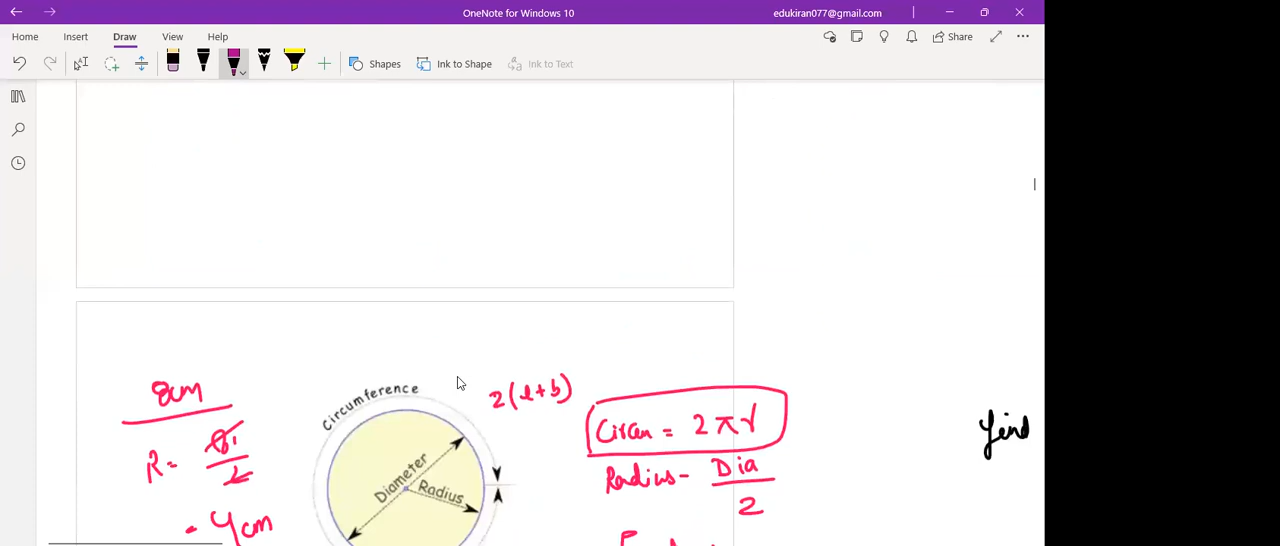 OneNote for Windows 10
edukiran077@gmail.com
Home Insert Draw View Help
Share
Shapes Ink to Shape Ink to Text
8cm
R =
= 4cm
Circumference
Diameter
Radius
2(l+b)
Circum = 2πr
Radius - Dia
2
find